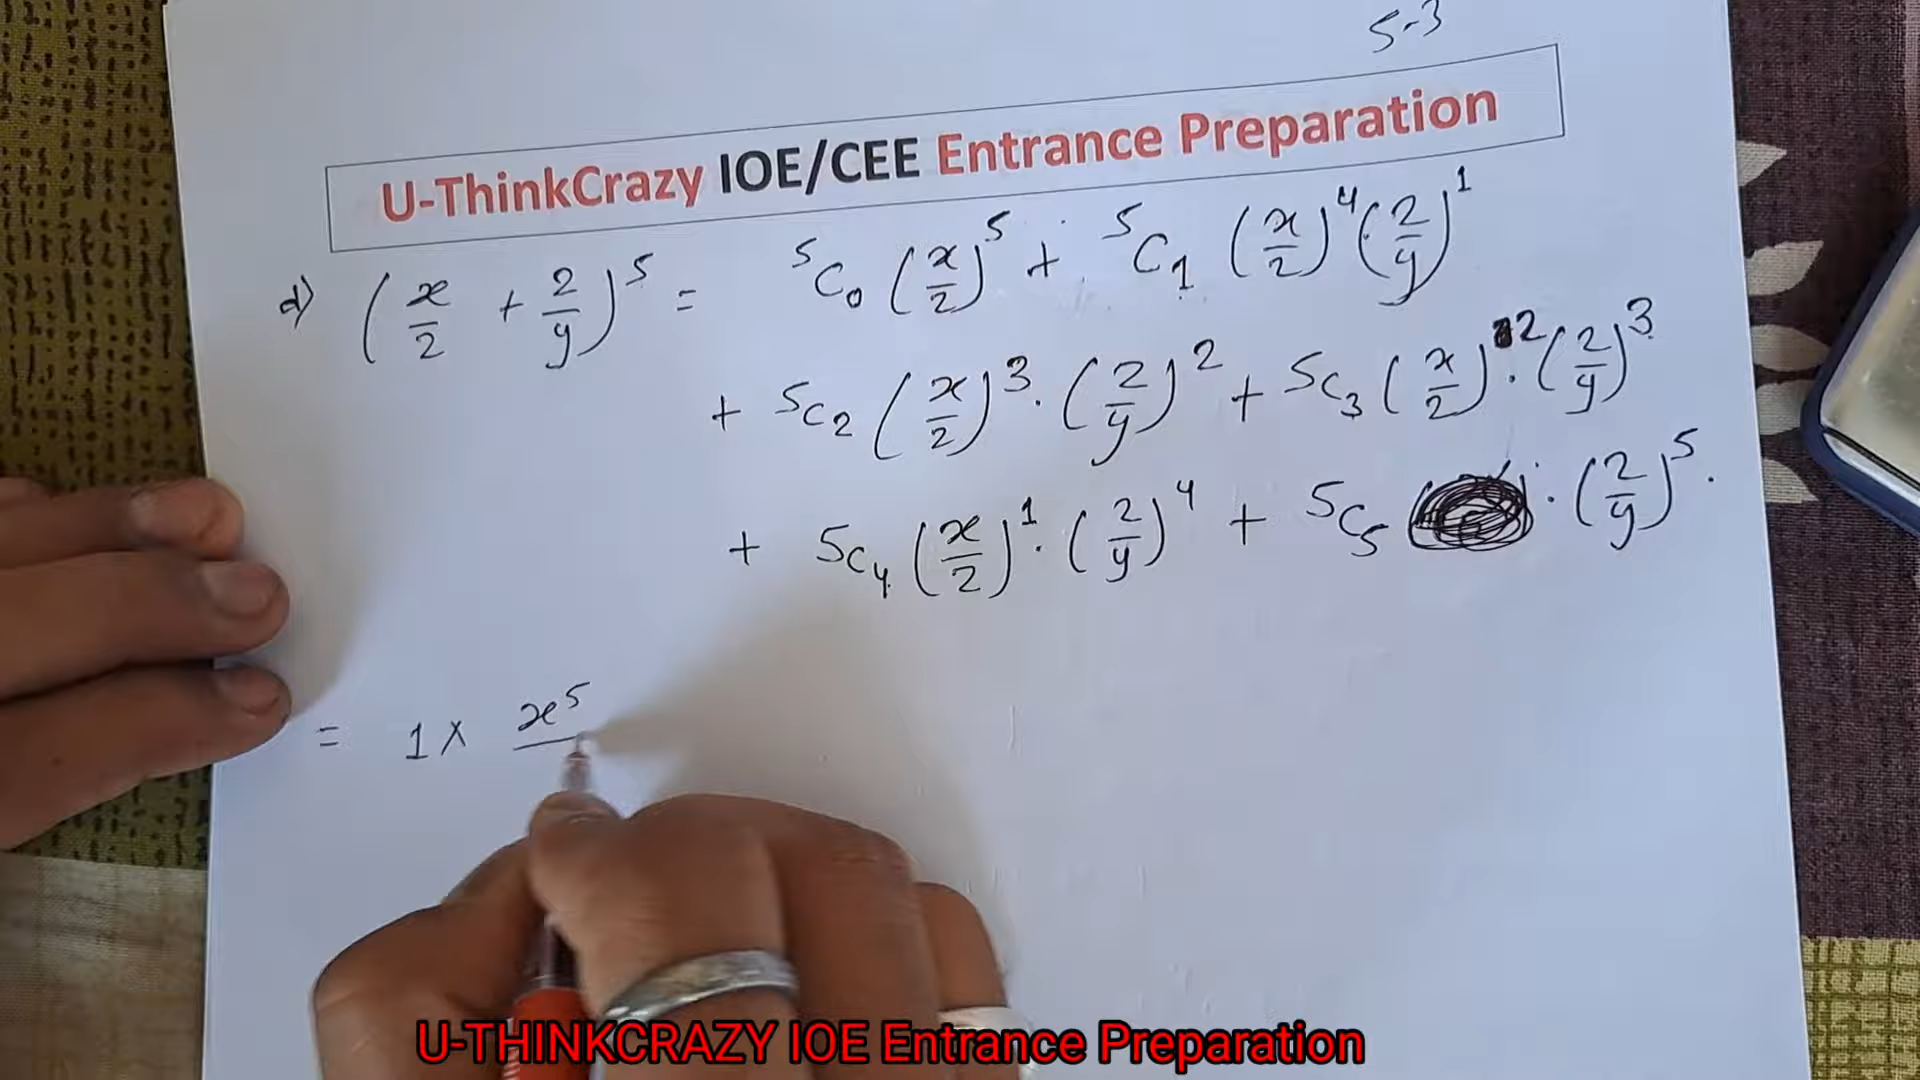 5-3
U-ThinkCrazy IOE/CEE Entrance Preparation
d) (x/2 + 2/y)^5 = ⁵C₀ (x/2)^5 + ⁵C₁ (x/2)^4 (2/y)^1
+ ⁵C₂ (x/2)^3 . (2/y)^2 + ⁵C₃ (x/2)^2 . (2/y)^3
+ ⁵C₄ (x/2)^1 . (2/y)^4 + ⁵C₅ . (2/y)^5 .
= 1 × x^5
U-THINKCRAZY IOE Entrance Preparation